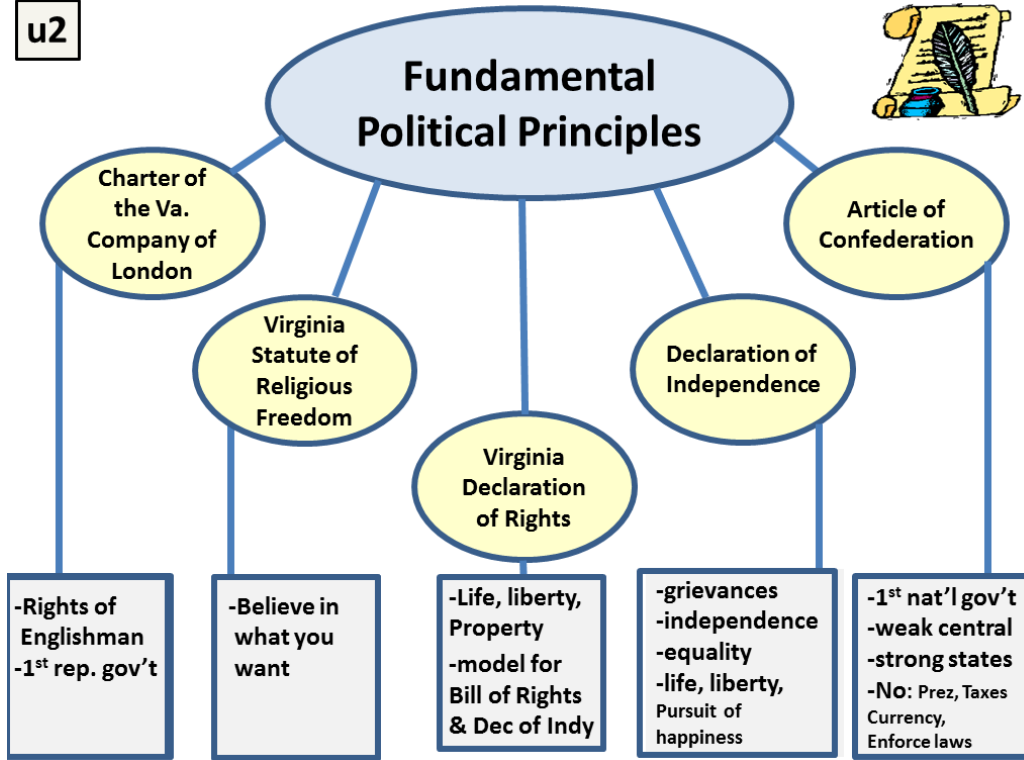 u2
Fundamental
Political Principles
Charter of
the Va.
Company of
London
Virginia
Statute of
Religious
Freedom
Virginia
Declaration
of Rights
Declaration of
Independence
Article of
Confederation
-Rights of
Englishman
-1st rep. gov’t
-Believe in
what you
want
-Life, liberty,
Property
-model for
Bill of Rights
& Dec of Indy
-grievances
-independence
-equality
-life, liberty,
Pursuit of
happiness
-1st nat’l gov’t
-weak central
-strong states
-No: Prez, Taxes
Currency,
Enforce laws